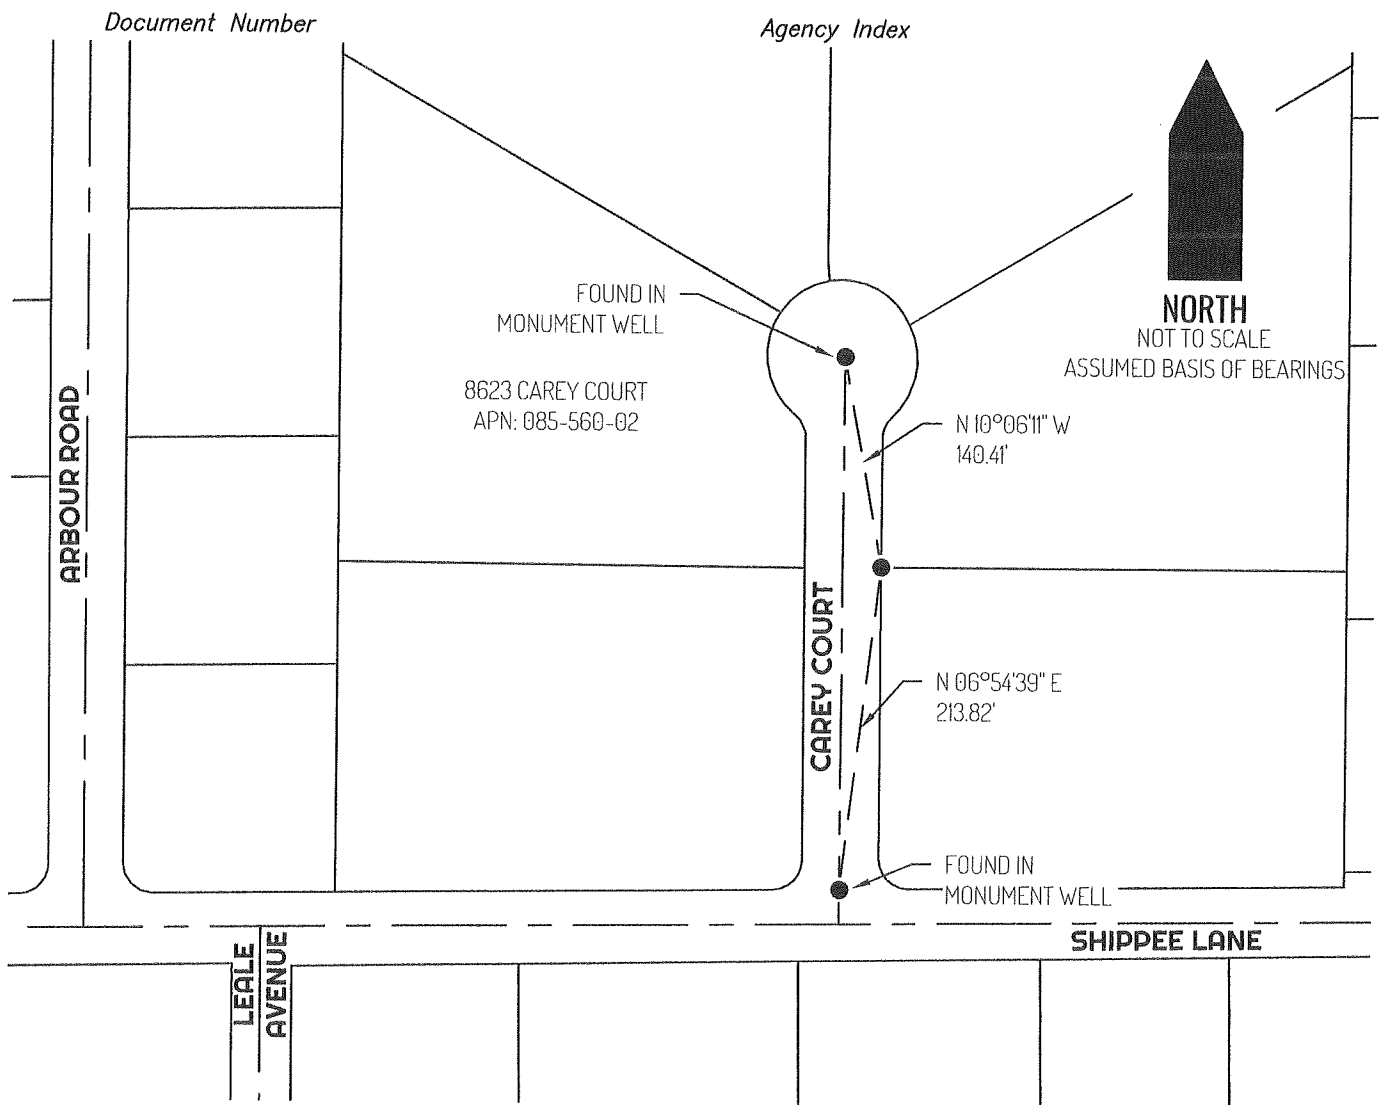 Document Number
Agency Index
FOUND IN
MONUMENT WELL
NORTH
NOT TO SCALE
ASSUMED BASIS OF BEARINGS
8623 CAREY COURT
APN: 085-560-02
N 10°06'11" W
140.41'
ARBOUR ROAD
CAREY COURT
N 06°54'39" E
213.82'
FOUND IN
MONUMENT WELL
SHIPPEE LANE
LEALE
AVENUE